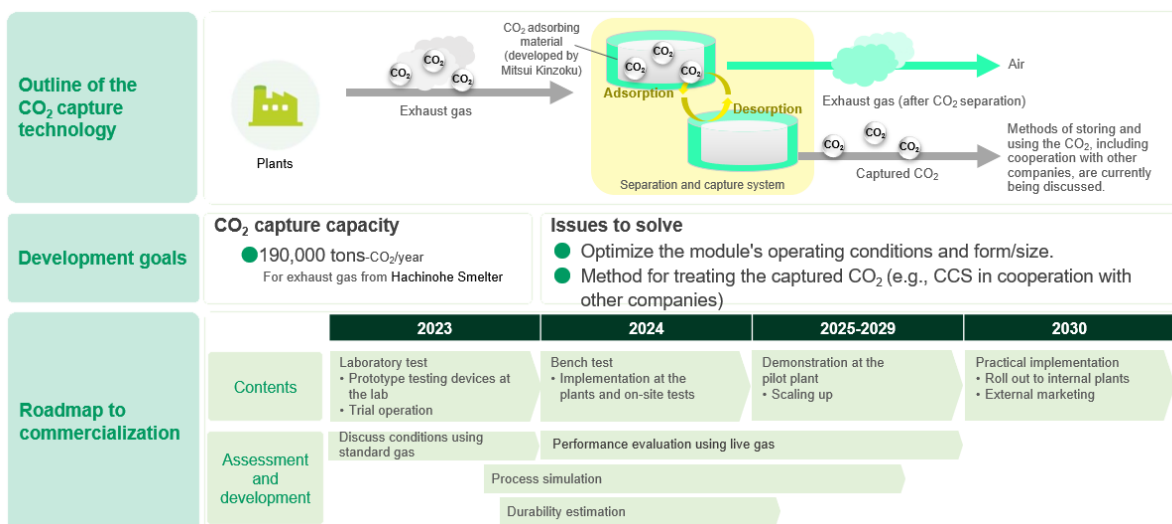 Outline of the
CO₂ capture
technology
Plants
CO₂
CO₂
CO₂
Exhaust gas
CO₂ adsorbing
material
(developed by
Mitsui Kinzoku)
CO₂
CO₂
CO₂
Adsorption
Desorption
Separation and capture system
Air
Exhaust gas (after CO₂ separation)
CO₂
CO₂
CO₂
Captured CO₂
Methods of storing and
using the CO₂, including
cooperation with other
companies, are currently
being discussed.
Development goals
CO₂ capture capacity
●190,000 tons-CO₂/year
For exhaust gas from Hachinohe Smelter
Issues to solve
● Optimize the module's operating conditions and form/size.
● Method for treating the captured CO₂ (e.g., CCS in cooperation with
other companies)
Roadmap to
commercialization
2023
2024
2025-2029
2030
Contents
Laboratory test
• Prototype testing devices at
the lab
• Trial operation
Bench test
• Implementation at the
plants and on-site tests
Demonstration at the
pilot plant
• Scaling up
Practical implementation
• Roll out to internal plants
• External marketing
Assessment
and
development
Discuss conditions using
standard gas
Performance evaluation using live gas
Process simulation
Durability estimation